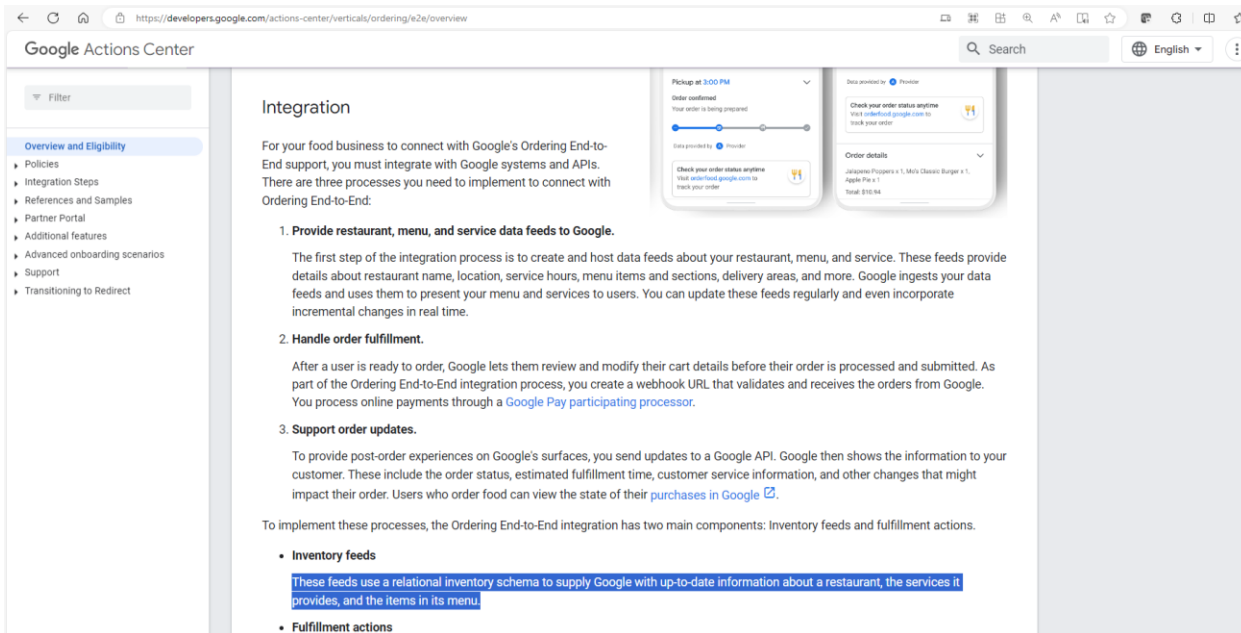 https://developers.google.com/actions-center/verticals/ordering/e2e/overview
Google Actions Center
Search
English
Filter
Overview and Eligibility
Policies
Integration Steps
References and Samples
Partner Portal
Additional features
Advanced onboarding scenarios
Support
Transitioning to Redirect
Pickup at 3:00 PM
Order confirmed
Your order is being prepared
Data provided by A Provider
Check your order status anytime
Visit orderfood.google.com to
track your order
Data provided by A Provider
Check your order status anytime
Visit orderfood.google.com to
track your order
Order details
Jalapeno Poppers x 1, Mo's Classic Burger x 1,
Apple Pie x 1
Total: $10.94
Integration
For your food business to connect with Google's Ordering End-to-
End support, you must integrate with Google systems and APIs.
There are three processes you need to implement to connect with
Ordering End-to-End:
1. Provide restaurant, menu, and service data feeds to Google.
The first step of the integration process is to create and host data feeds about your restaurant, menu, and service. These feeds provide
details about restaurant name, location, service hours, menu items and sections, delivery areas, and more. Google ingests your data
feeds and uses them to present your menu and services to users. You can update these feeds regularly and even incorporate
incremental changes in real time.
2. Handle order fulfillment.
After a user is ready to order, Google lets them review and modify their cart details before their order is processed and submitted. As
part of the Ordering End-to-End integration process, you create a webhook URL that validates and receives the orders from Google.
You process online payments through a Google Pay participating processor.
3. Support order updates.
To provide post-order experiences on Google's surfaces, you send updates to a Google API. Google then shows the information to your
customer. These include the order status, estimated fulfillment time, customer service information, and other changes that might
impact their order. Users who order food can view the state of their purchases in Google.
To implement these processes, the Ordering End-to-End integration has two main components: Inventory feeds and fulfillment actions.
• Inventory feeds
These feeds use a relational inventory schema to supply Google with up-to-date information about a restaurant, the services it
provides, and the items in its menu.
• Fulfillment actions